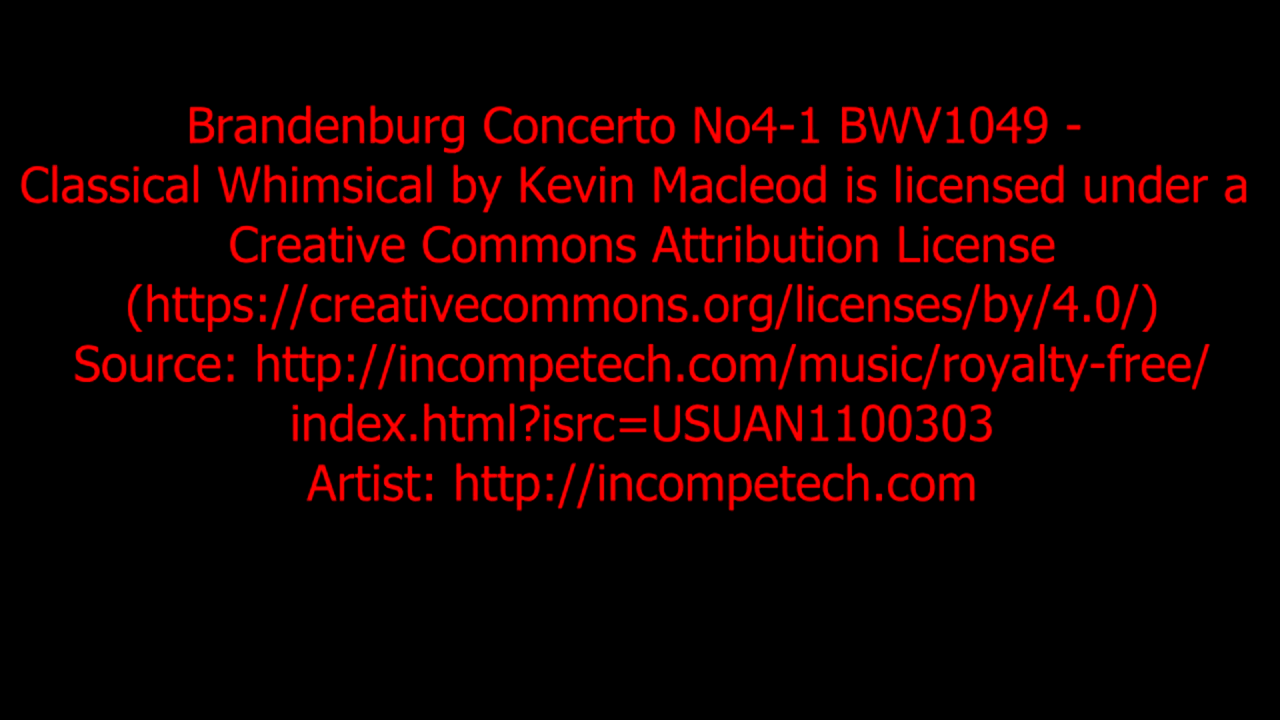 Brandenburg Concerto No4-1 BWV1049 -
Classical Whimsical by Kevin Macleod is licensed under a
Creative Commons Attribution License
(https://creativecommons.org/licenses/by/4.0/)
Source: http://incompetech.com/music/royalty-free/
index.html?isrc=USUAN1100303
Artist: http://incompetech.com